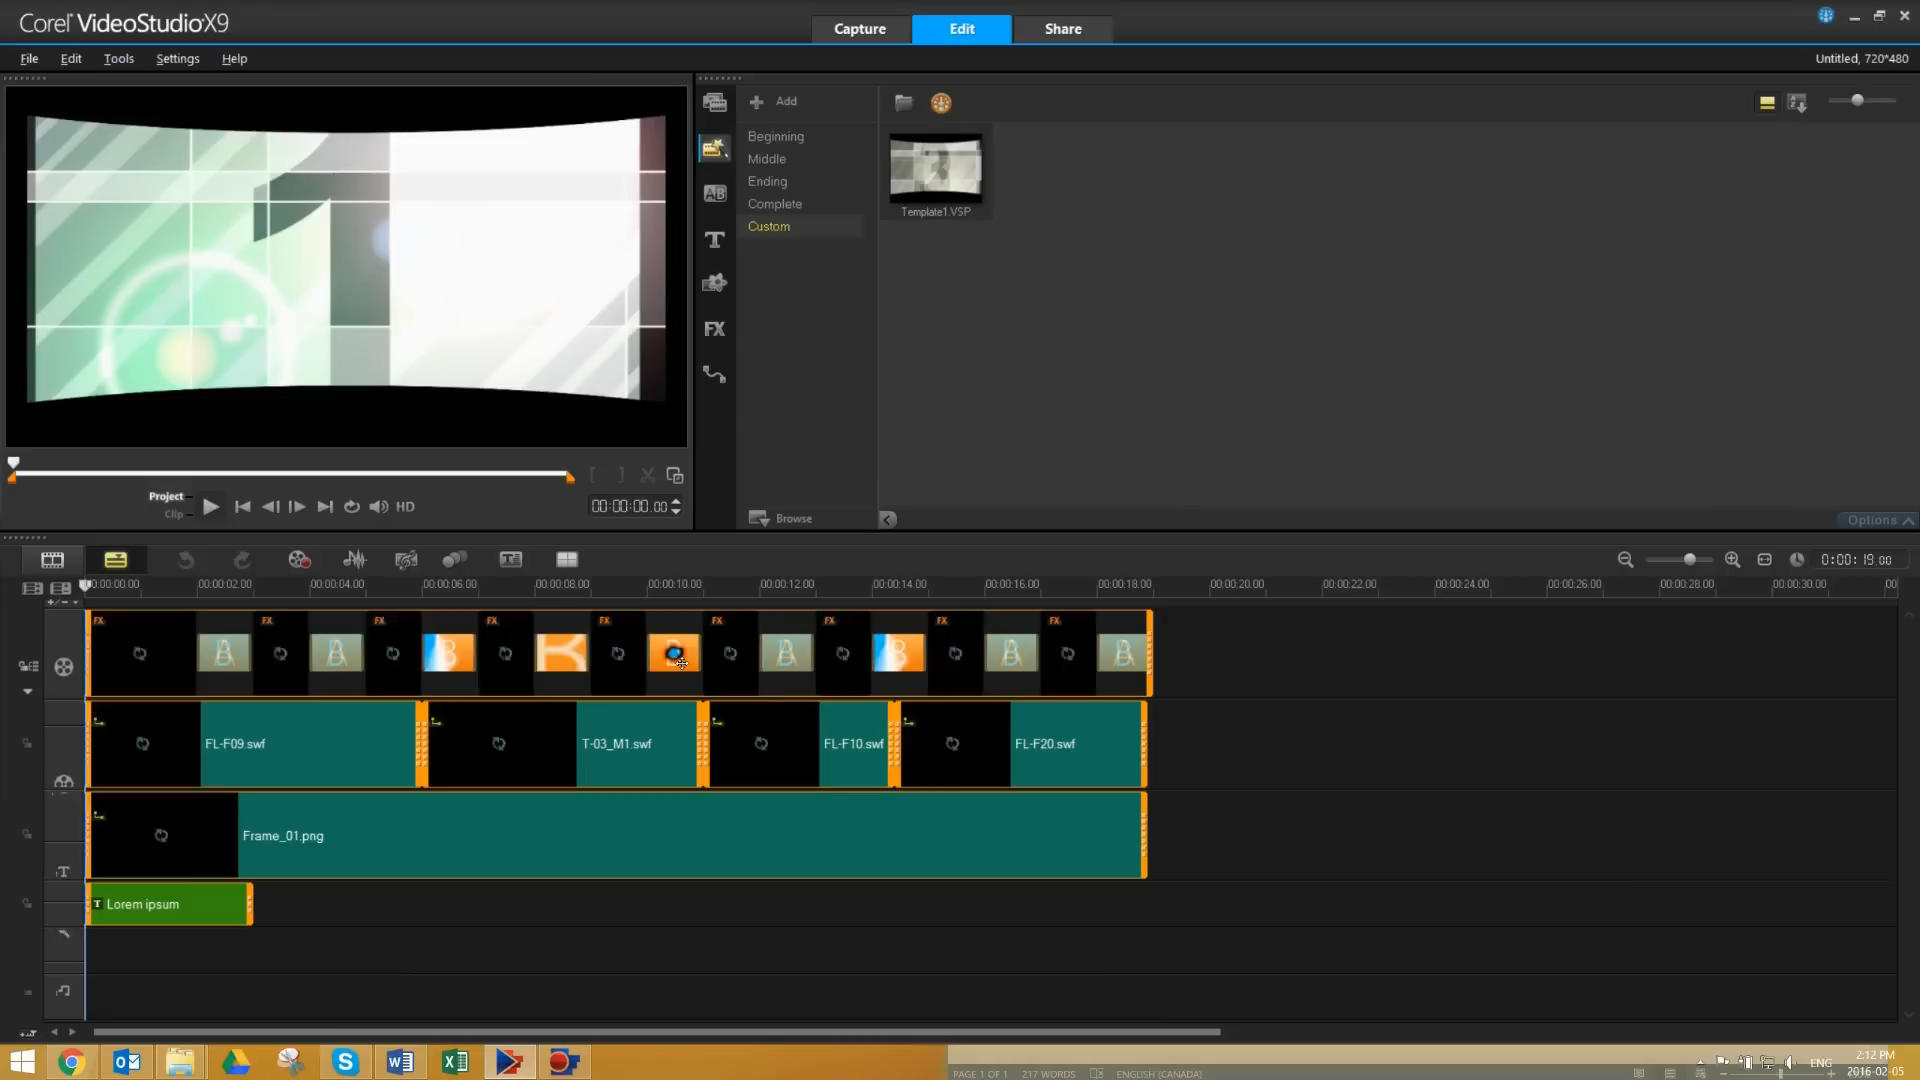 Corel VideoStudio X9
Capture
Edit
Share
File
Edit
Tools
Settings
Help
Untitled, 720*480
Add
Beginning
Middle
Ending
Complete
Custom
Template1.VSP
AB
T
FX
Project
Clip
HD
00:00:00.00
Browse
Options
0:00:19.00
00:00:00.00
00:00:02.00
00:00:04.00
00:00:06.00
00:00:08.00
00:00:10.00
00:00:12.00
00:00:14.00
00:00:16.00
00:00:18.00
00:00:20.00
00:00:22.00
00:00:24.00
00:00:26.00
00:00:28.00
00:00:30.00
00
FX FX FX FX FX FX FX FX FX
A A B B A B A A
FL-F09.swf
T-03_M1.swf
FL-F10.swf
FL-F20.swf
Frame_01.png
T Lorem ipsum
PAGE 1 OF 1
217 WORDS
ENGLISH (CANADA)
ENG
2:12 PM
2016-02-05